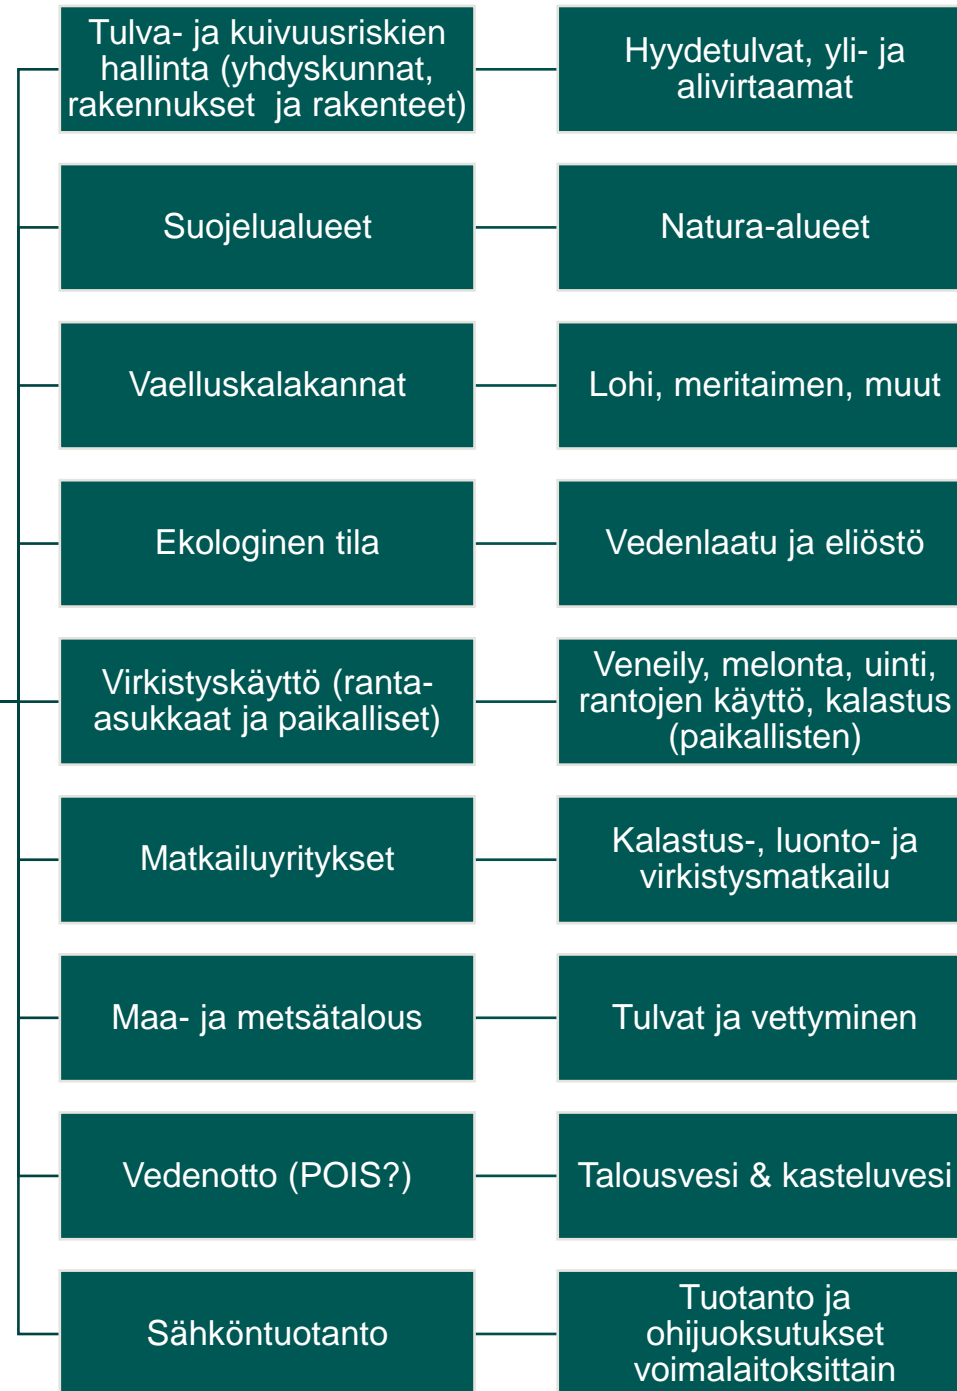 Tulva- ja kuivuusriskien
hallinta (yhdyskunnat,
rakennukset ja rakenteet)
Hyydetulvat, yli- ja
alivirtaamat
Suojelualueet
Natura-alueet
Vaelluskalakannat
Lohi, meritaimen, muut
Ekologinen tila
Vedenlaatu ja eliöstö
Virkistyskäyttö (ranta-
asukkaat ja paikalliset)
Veneily, melonta, uinti,
rantojen käyttö, kalastus
(paikallisten)
Matkailuyritykset
Kalastus-, luonto- ja
virkistysmatkailu
Maa- ja metsätalous
Tulvat ja vettyminen
Vedenotto (POIS?)
Talousvesi & kasteluvesi
Sähköntuotanto
Tuotanto ja
ohijuoksutukset
voimalaitoksittain